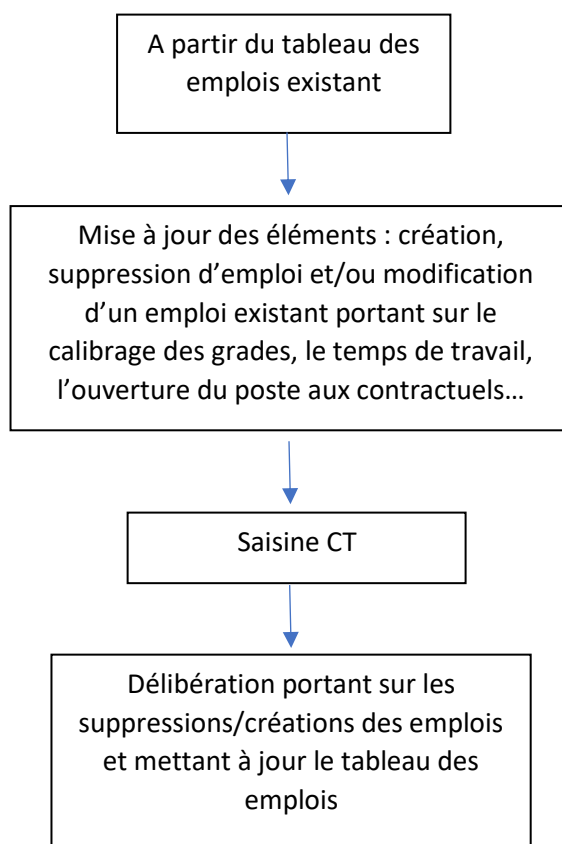 A partir du tableau des
emplois existant
Mise à jour des éléments : création,
suppression d’emploi et/ou modification
d’un emploi existant portant sur le
calibrage des grades, le temps de travail,
l’ouverture du poste aux contractuels…
Saisine CT
Délibération portant sur les
suppressions/créations des emplois
et mettant à jour le tableau des
emplois